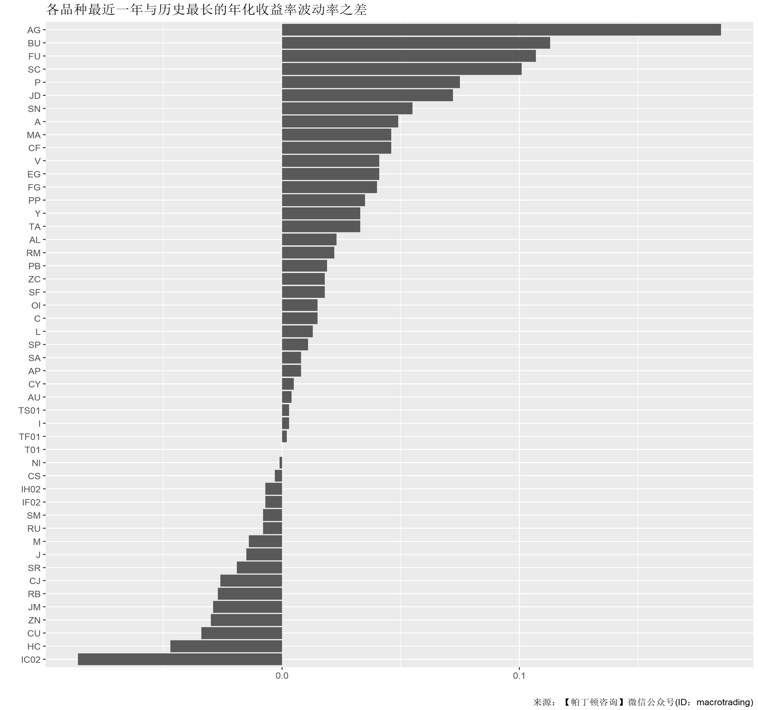 各品种最近一年与历史最长的年化收益率波动率之差
AG
BU
FU
SC
P
JD
SN
A
MA
CF
V
EG
FG
PP
Y
TA
AL
RM
PB
ZC
SF
OI
C
L
SP
SA
AP
CY
AU
TS01
I
TF01
T01
NI
CS
IH02
IF02
SM
RU
M
J
SR
CJ
RB
JM
ZN
CU
HC
IC02
0.0 0.1
来源：【帕丁顿咨询】微信公众号(ID：macrotrading)